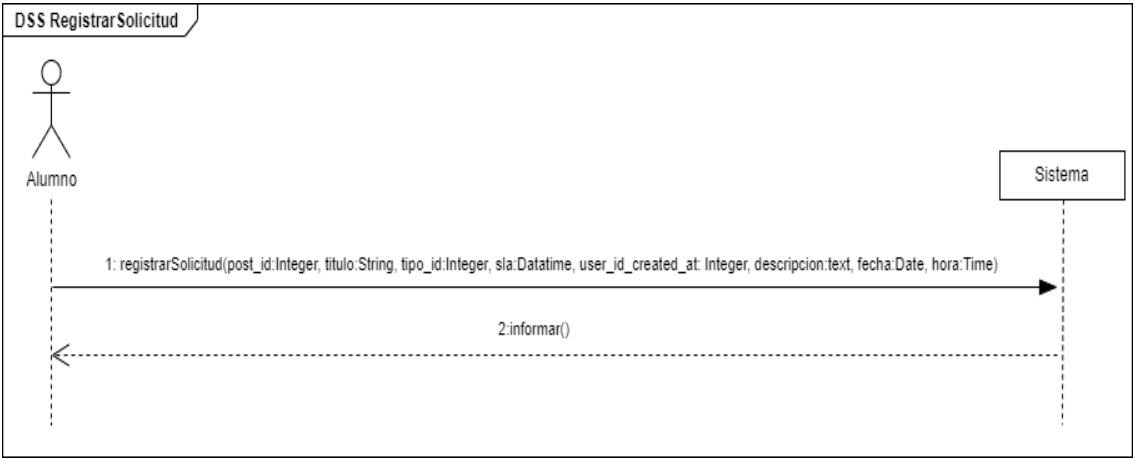 DSS RegistrarSolicitud
Alumno
Sistema
1: registrarSolicitud(post_id:Integer, titulo:String, tipo_id:Integer, sla:Datatime, user_id_created_at: Integer, descripcion:text, fecha:Date, hora:Time)
2:informar()